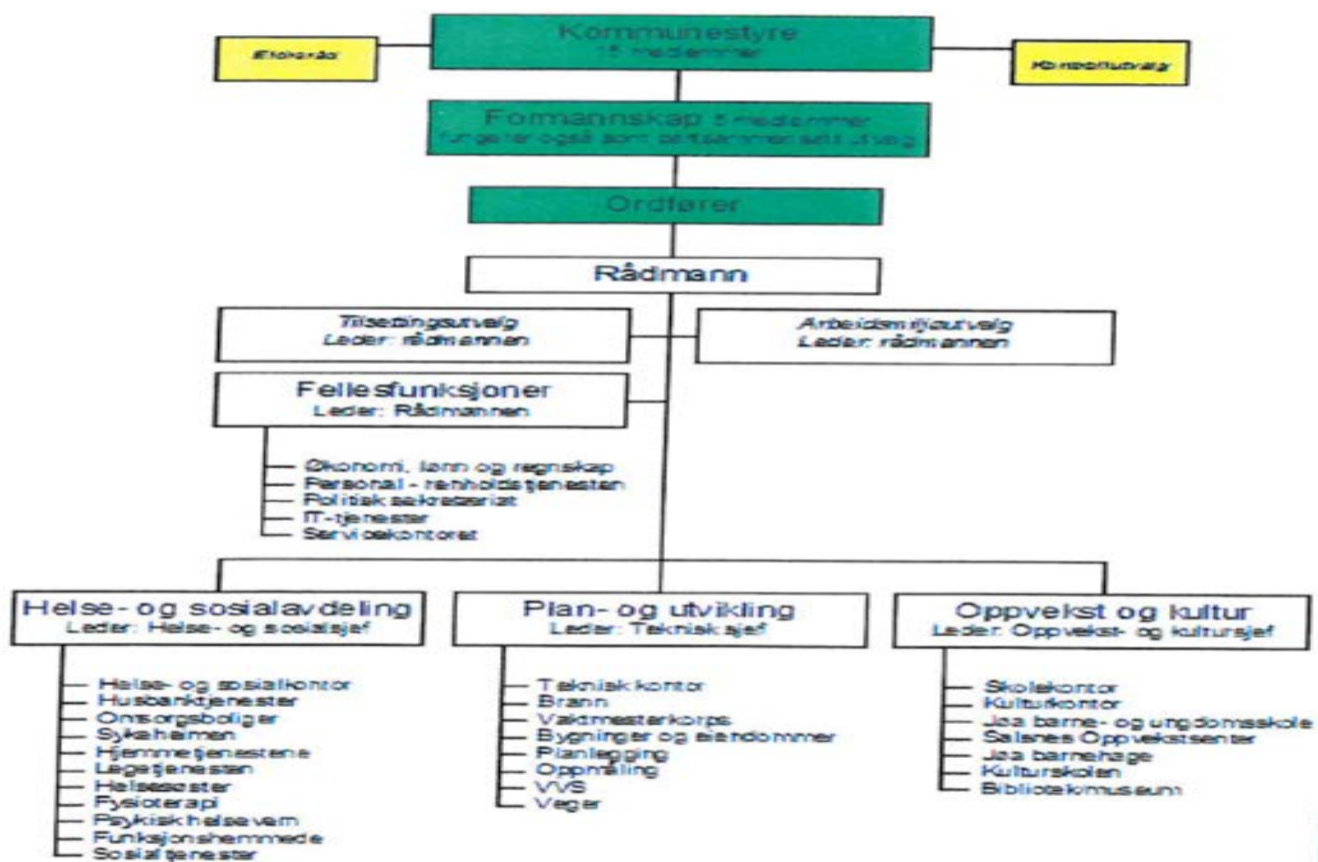 Kommunestyre
15 medlemmer
Kontrollutvalg
Formannskap 5 medlemmer
fungerer også som partsammensatt utvalg
Ordfører
Rådmann
Tilsettingsutvalg
Leder: rådmannen
Arbeidsmiljøutvalg
Leder: rådmannen
Fellesfunksjoner
Leder: Rådmannen
Økonomi, lønn og regnskap
Personal - renholdstjenesten
Politisk sekretariat
IT-tjenester
Servicekontoret
Helse- og sosialavdeling
Leder: Helse- og sosialsjef
Helse- og sosialkontor
Husbanktjenester
Omsorgsboliger
Sykeheimen
Hjemmetjenestene
Legetjenesten
Helsesøster
Fysioterapi
Psykisk helsevern
Funksjonshemmede
Sosialtjenester
Plan- og utvikling
Leder: Teknisk sjef
Teknisk kontor
Brann
Vaktmesterkorps
Bygninger og eiendommer
Planlegging
Oppmåling
VVS
Veger
Oppvekst og kultur
Leder: Oppvekst- og kultursjef
Skolekontor
Kulturkontor
Jøa barne- og ungdomsskole
Salsnes Oppvekstsenter
Jøa barnehage
Kulturskolen
Bibliotek/museum